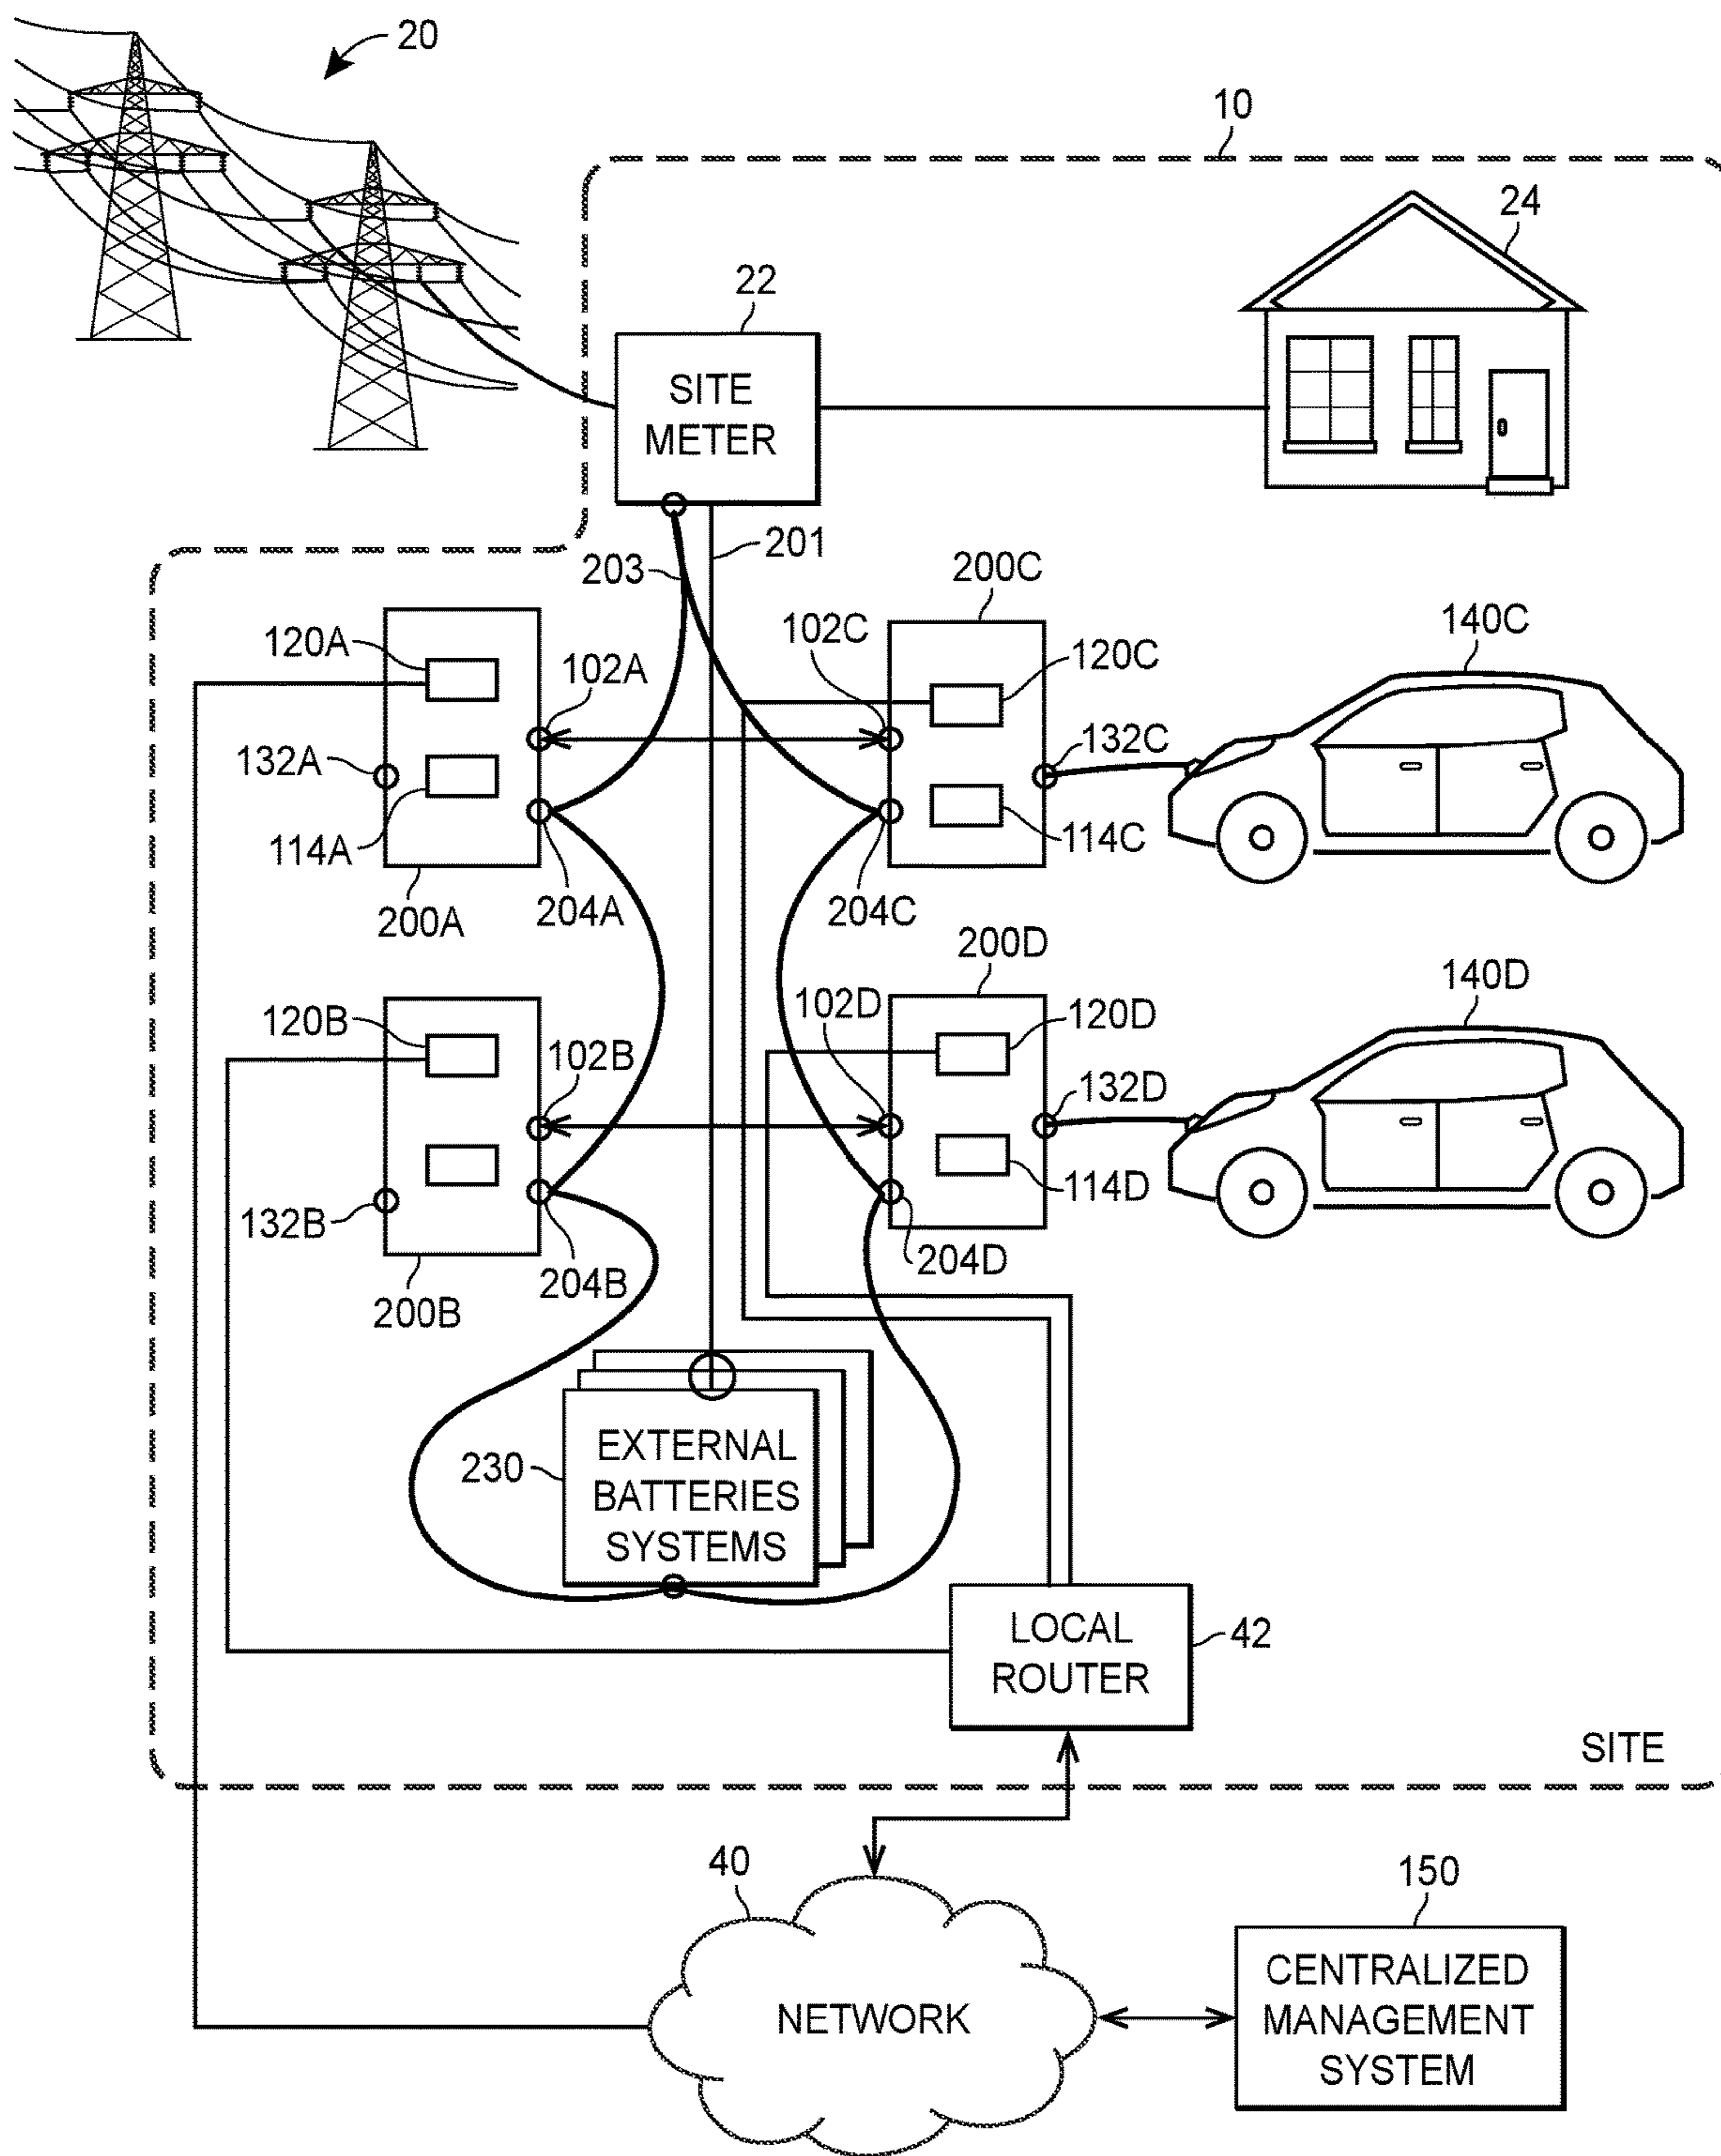 20
10
24
22
SITE
METER
201
203
200C
120A
102A
102C
120C
140C
132A
132C
114A
114C
200A
204A
204C
200D
140D
120B
102B
102D
120D
132D
132B
114D
204B
204D
200B
230
EXTERNAL
BATTERIES
SYSTEMS
LOCAL
ROUTER
42
SITE
40
150
NETWORK
CENTRALIZED
MANAGEMENT
SYSTEM